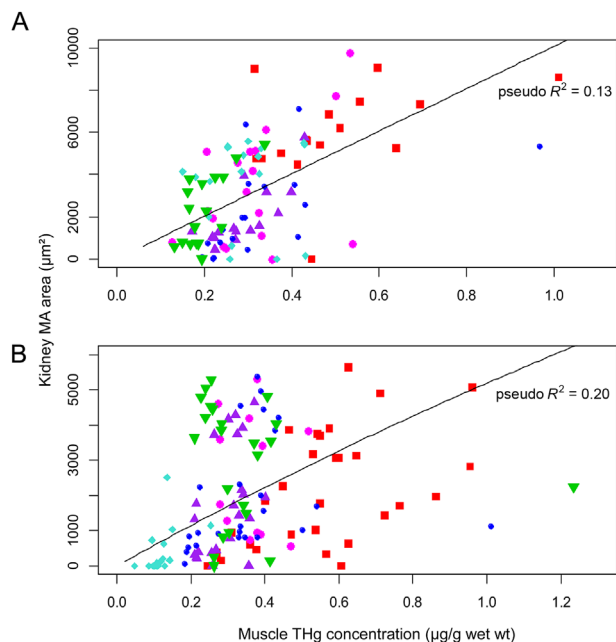 A
10000
pseudo R² = 0.13
6000
4000
2000
0
0.0 0.2 0.4 0.6 0.8 1.0
Kidney MA area (µm²)
B
pseudo R² = 0.20
5000
3000
1000
0
0.0 0.2 0.4 0.6 0.8 1.0 1.2
Muscle THg concentration (µg/g wet wt)